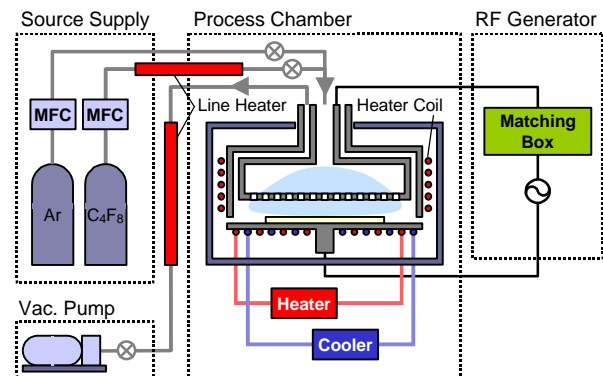 Source Supply
Process Chamber
RF Generator
MFC
MFC
Line Heater
Heater Coil
Matching
Box
Ar
C₄F₈
Heater
Vac. Pump
Cooler